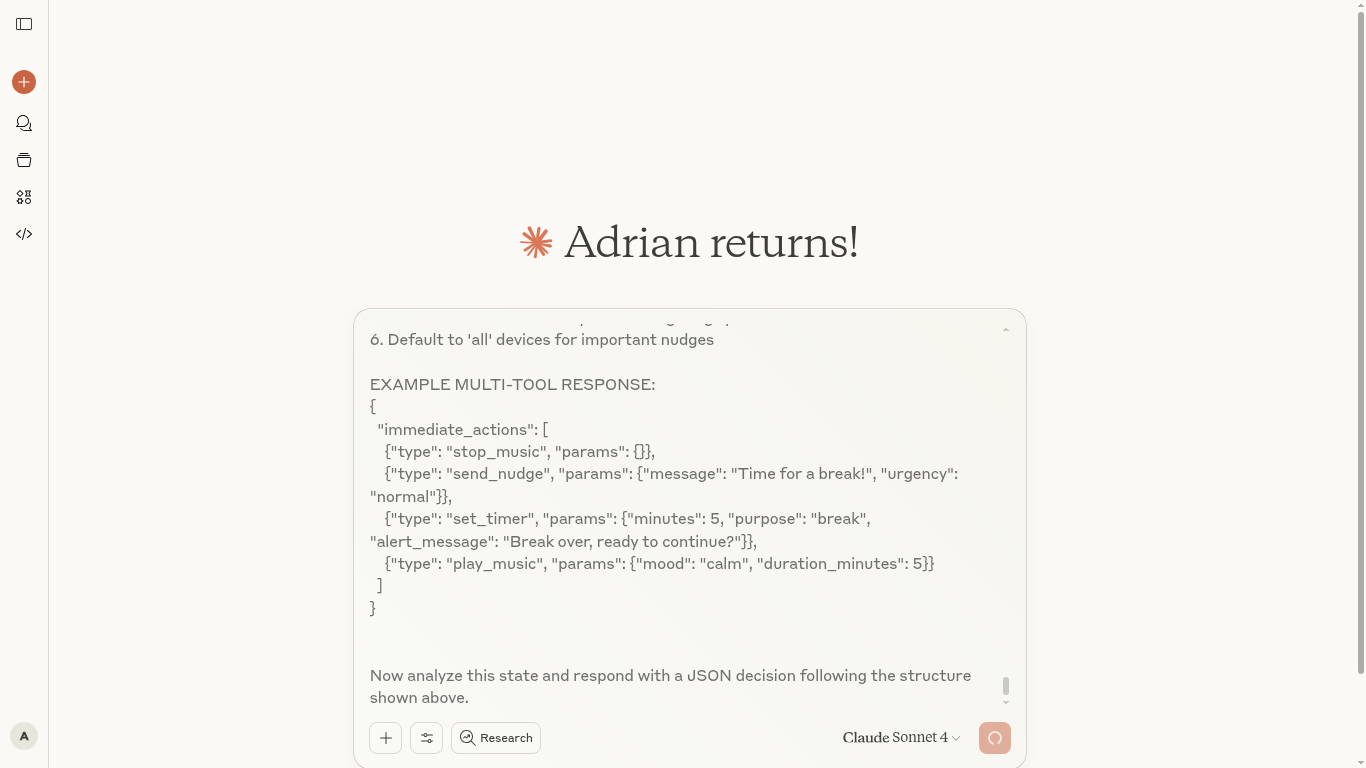 Adrian returns!
6. Default to 'all' devices for important nudges
EXAMPLE MULTI-TOOL RESPONSE:
{
"immediate_actions": [
{"type": "stop_music", "params": {}},
{"type": "send_nudge", "params": {"message": "Time for a break!", "urgency":
"normal"}},
{"type": "set_timer", "params": {"minutes": 5, "purpose": "break",
"alert_message": "Break over, ready to continue?"}},
{"type": "play_music", "params": {"mood": "calm", "duration_minutes": 5}}
]
}
Now analyze this state and respond with a JSON decision following the structure
shown above.
Research
Claude Sonnet 4
A